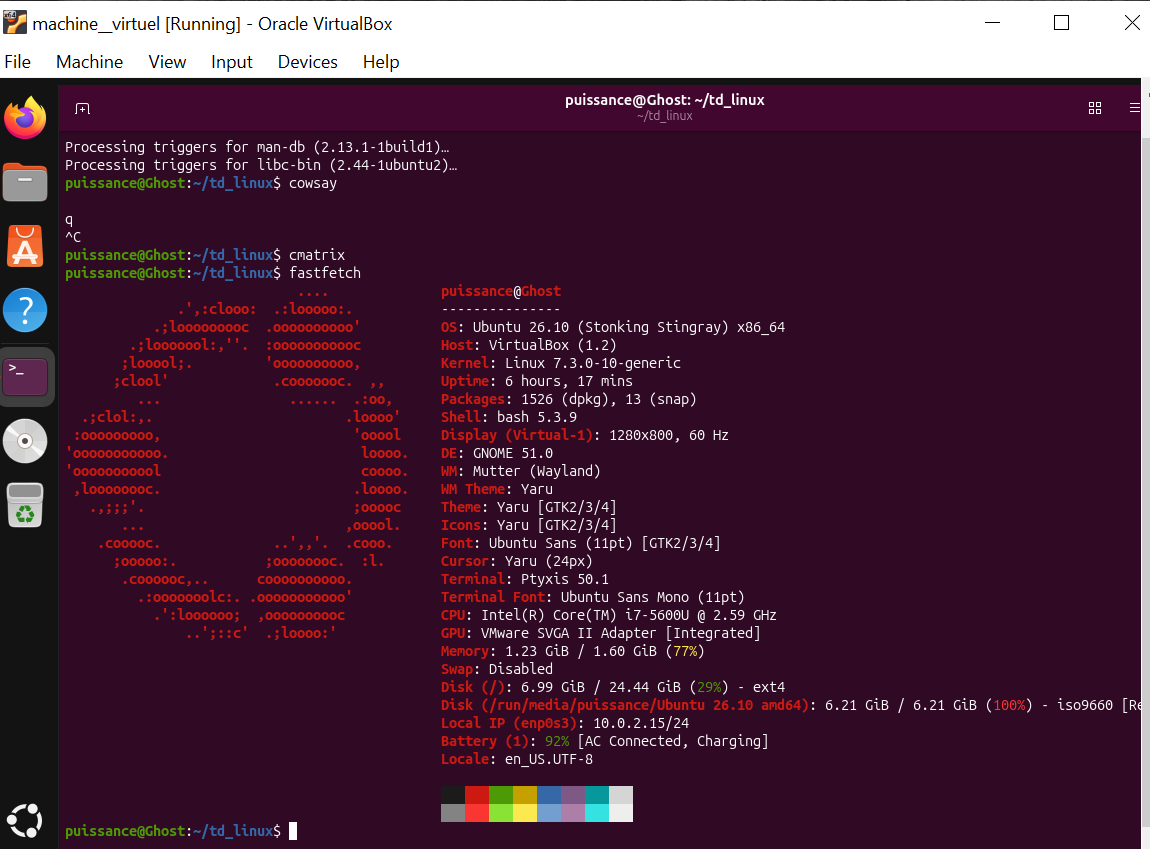 machine__virtuel [Running] - Oracle VirtualBox
File Machine View Input Devices Help
puissance@Ghost: ~/td_linux
~/td_linux
Processing triggers for man-db (2.13.1-1build1)…
Processing triggers for libc-bin (2.44-1ubuntu2)…
puissance@Ghost:~/td_linux$ cowsay
q
^C
puissance@Ghost:~/td_linux$ cmatrix
puissance@Ghost:~/td_linux$ fastfetch
puissance@Ghost
---------------
OS: Ubuntu 26.10 (Stonking Stingray) x86_64
Host: VirtualBox (1.2)
Kernel: Linux 7.3.0-10-generic
Uptime: 6 hours, 17 mins
Packages: 1526 (dpkg), 13 (snap)
Shell: bash 5.3.9
Display (Virtual-1): 1280x800, 60 Hz
DE: GNOME 51.0
WM: Mutter (Wayland)
WM Theme: Yaru
Theme: Yaru [GTK2/3/4]
Icons: Yaru [GTK2/3/4]
Font: Ubuntu Sans (11pt) [GTK2/3/4]
Cursor: Yaru (24px)
Terminal: Ptyxis 50.1
Terminal Font: Ubuntu Sans Mono (11pt)
CPU: Intel(R) Core(TM) i7-5600U @ 2.59 GHz
GPU: VMware SVGA II Adapter [Integrated]
Memory: 1.23 GiB / 1.60 GiB (77%)
Swap: Disabled
Disk (/): 6.99 GiB / 24.44 GiB (29%) - ext4
Disk (/run/media/puissance/Ubuntu 26.10 amd64): 6.21 GiB / 6.21 GiB (100%) - iso9660 [Re
Local IP (enp0s3): 10.0.2.15/24
Battery (1): 92% [AC Connected, Charging]
Locale: en_US.UTF-8
puissance@Ghost:~/td_linux$